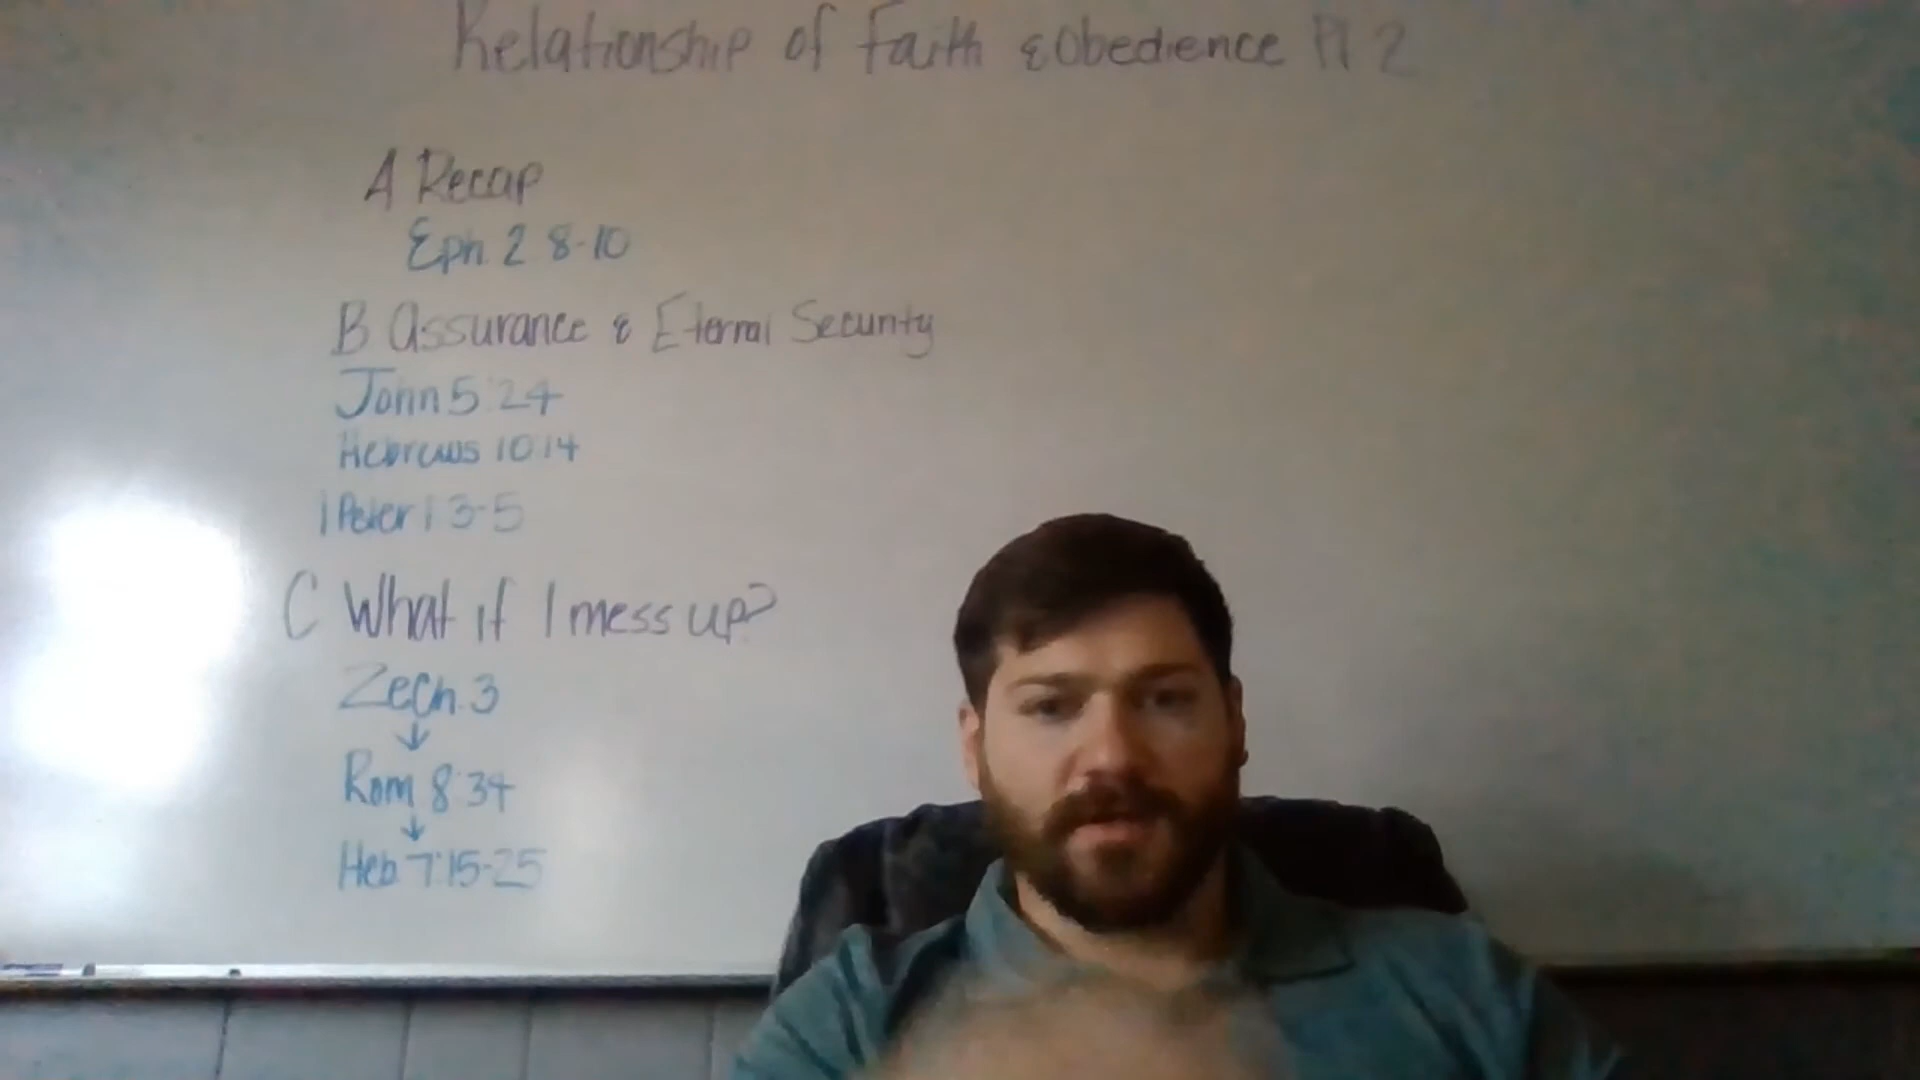 Relationship of Faith & Obedience Pt 2
A Recap
Eph. 2 8-10
B Assurance & Eternal Security
John 5:24
Hebrews 10:14
1 Peter 1 3-5
C What if I mess up?
Zech. 3
↓
Rom 8:34
↓
Heb 7:15-25